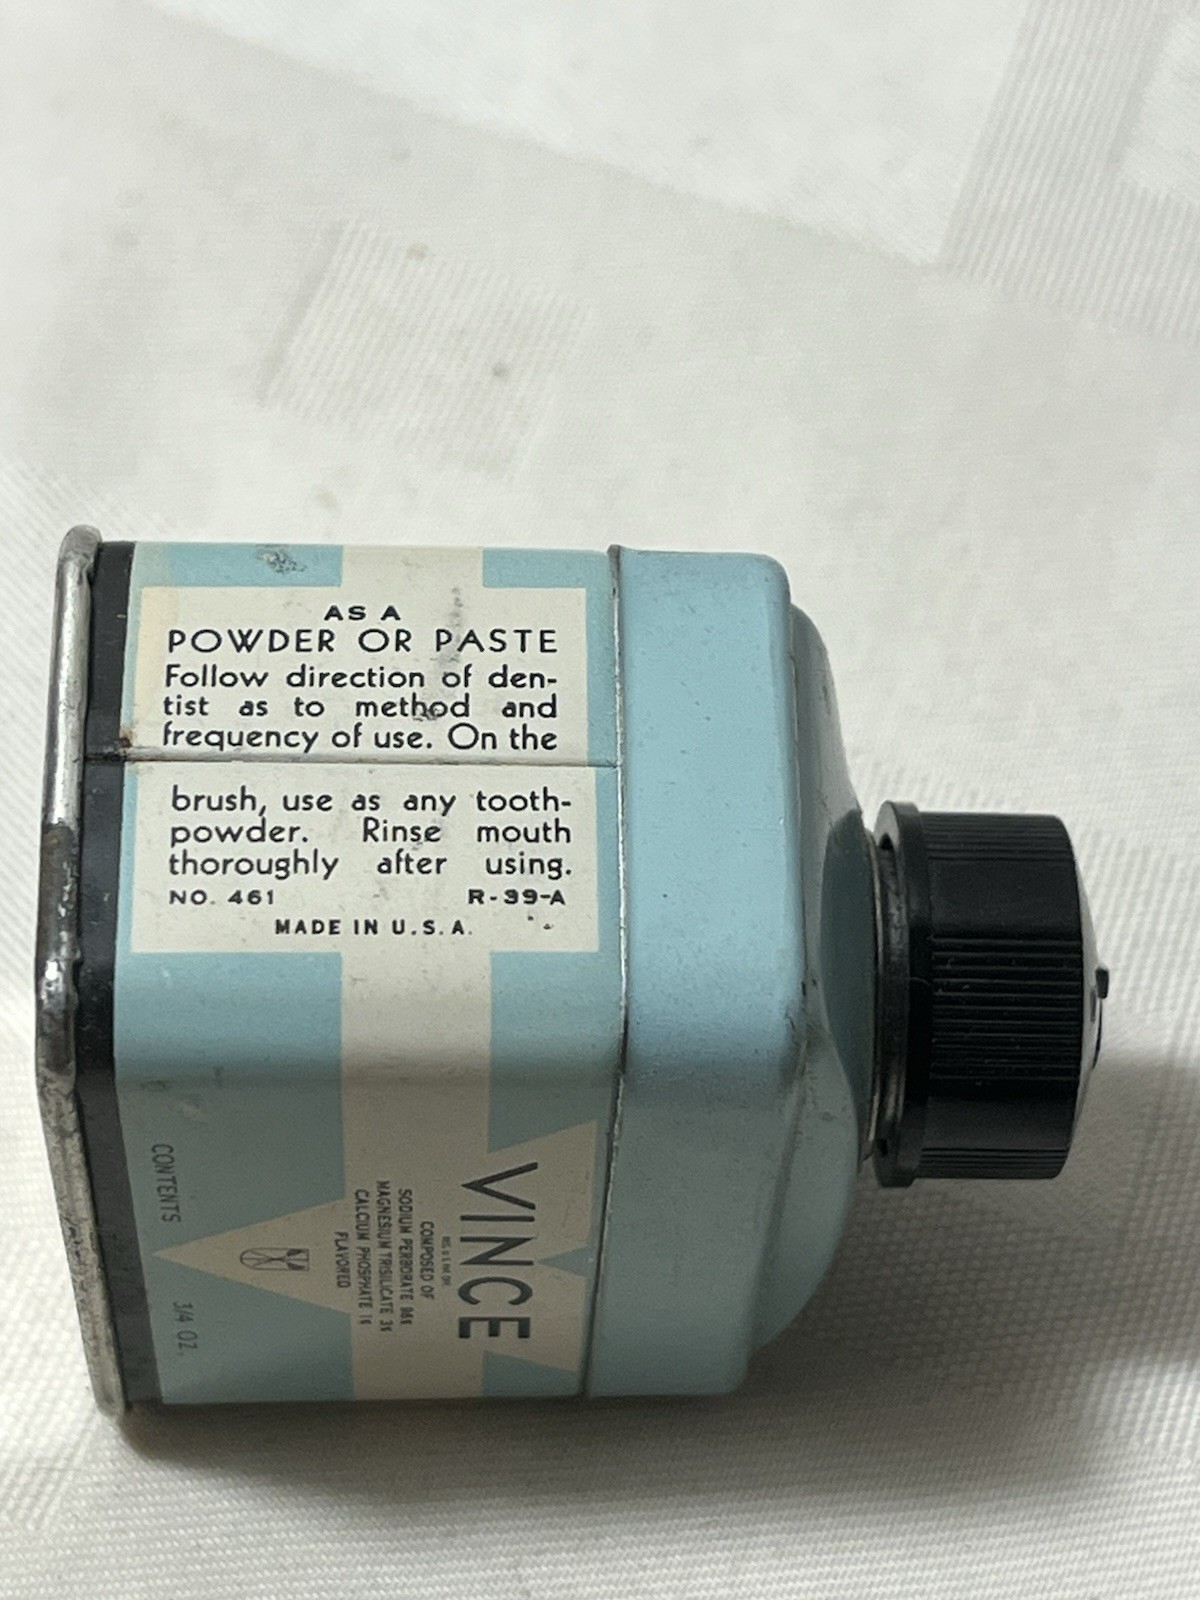 AS A
POWDER OR PASTE
Follow direction of den-
tist as to method and
frequency of use. On the
brush, use as any tooth-
powder. Rinse mouth
thoroughly after using.
NO. 461 R-39-A
MADE IN U.S.A.
VINCE
COMPOSED OF
SODIUM PERBORATE
MAGNESIUM TRISILICATE 3%
CALCIUM PHOSPHATE 1%
FLAVORED
CONTENTS 3/4 OZ.